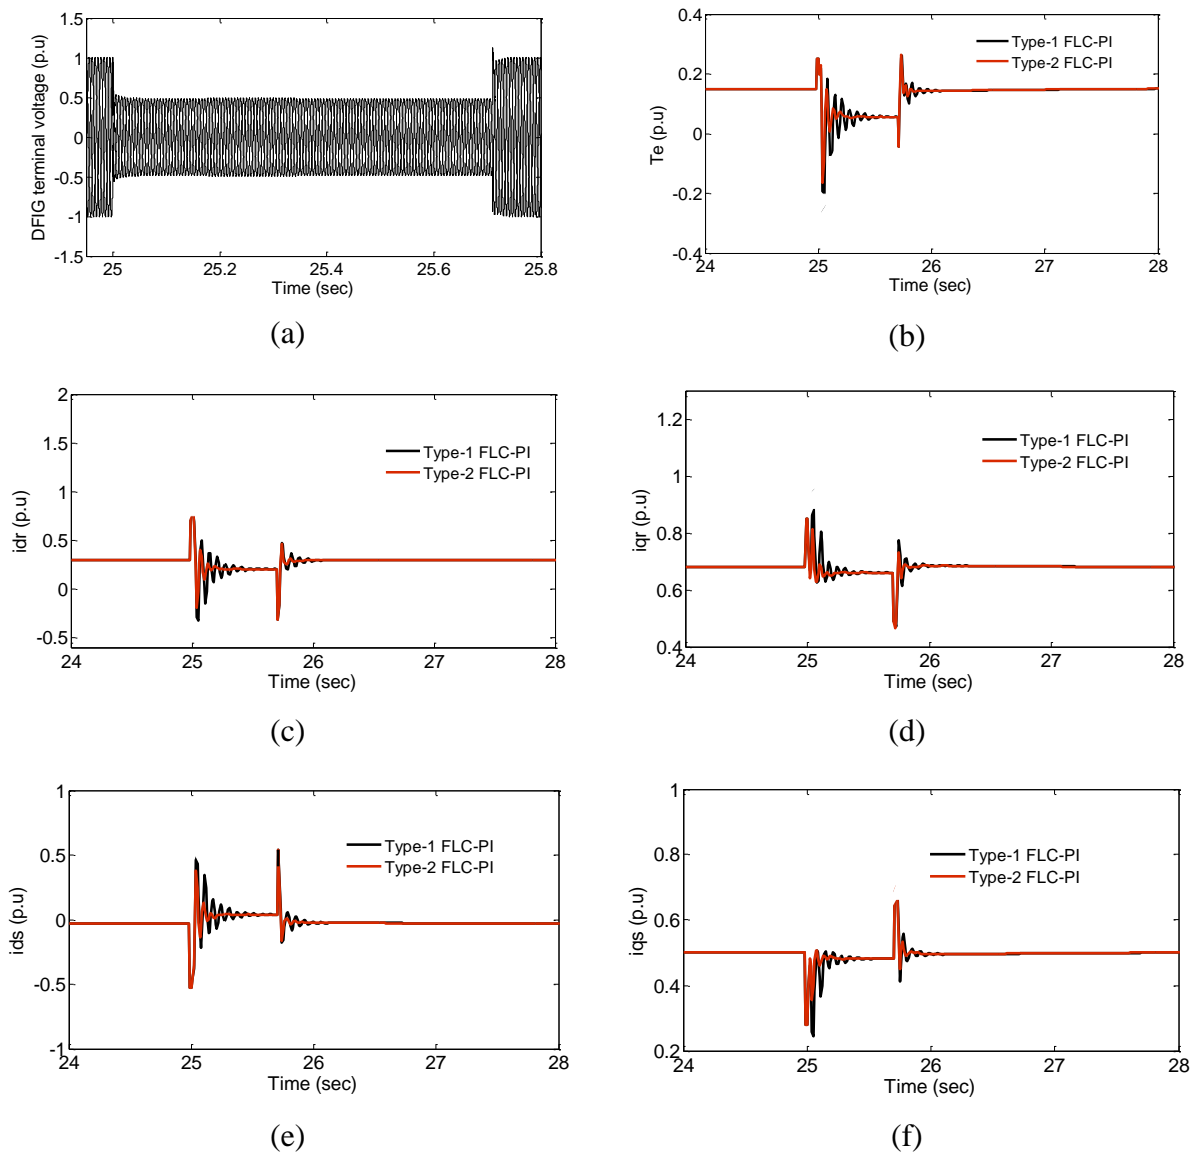 1.5
1
0.5
0
-0.5
-1
-1.5
DFIG terminal voltage (p.u)
25 25.2 25.4 25.6 25.8
Time (sec)
(a)
0.4
0.2
0
-0.2
-0.4
Te (p.u)
Type-1 FLC-PI
Type-2 FLC-PI
24 25 26 27 28
Time (sec)
(b)
2
1.5
1
0.5
0
-0.5
idr (p.u)
Type-1 FLC-PI
Type-2 FLC-PI
24 25 26 27 28
Time (sec)
(c)
1.2
1
0.8
0.6
0.4
iqr (p.u)
Type-1 FLC-PI
Type-2 FLC-PI
24 25 26 27 28
Time (sec)
(d)
1
0.5
0
-0.5
-1
ids (p.u)
Type-1 FLC-PI
Type-2 FLC-PI
24 25 26 27 28
Time (sec)
(e)
1
0.8
0.6
0.4
0.2
iqs (p.u)
Type-1 FLC-PI
Type-2 FLC-PI
24 25 26 27 28
Time (sec)
(f)